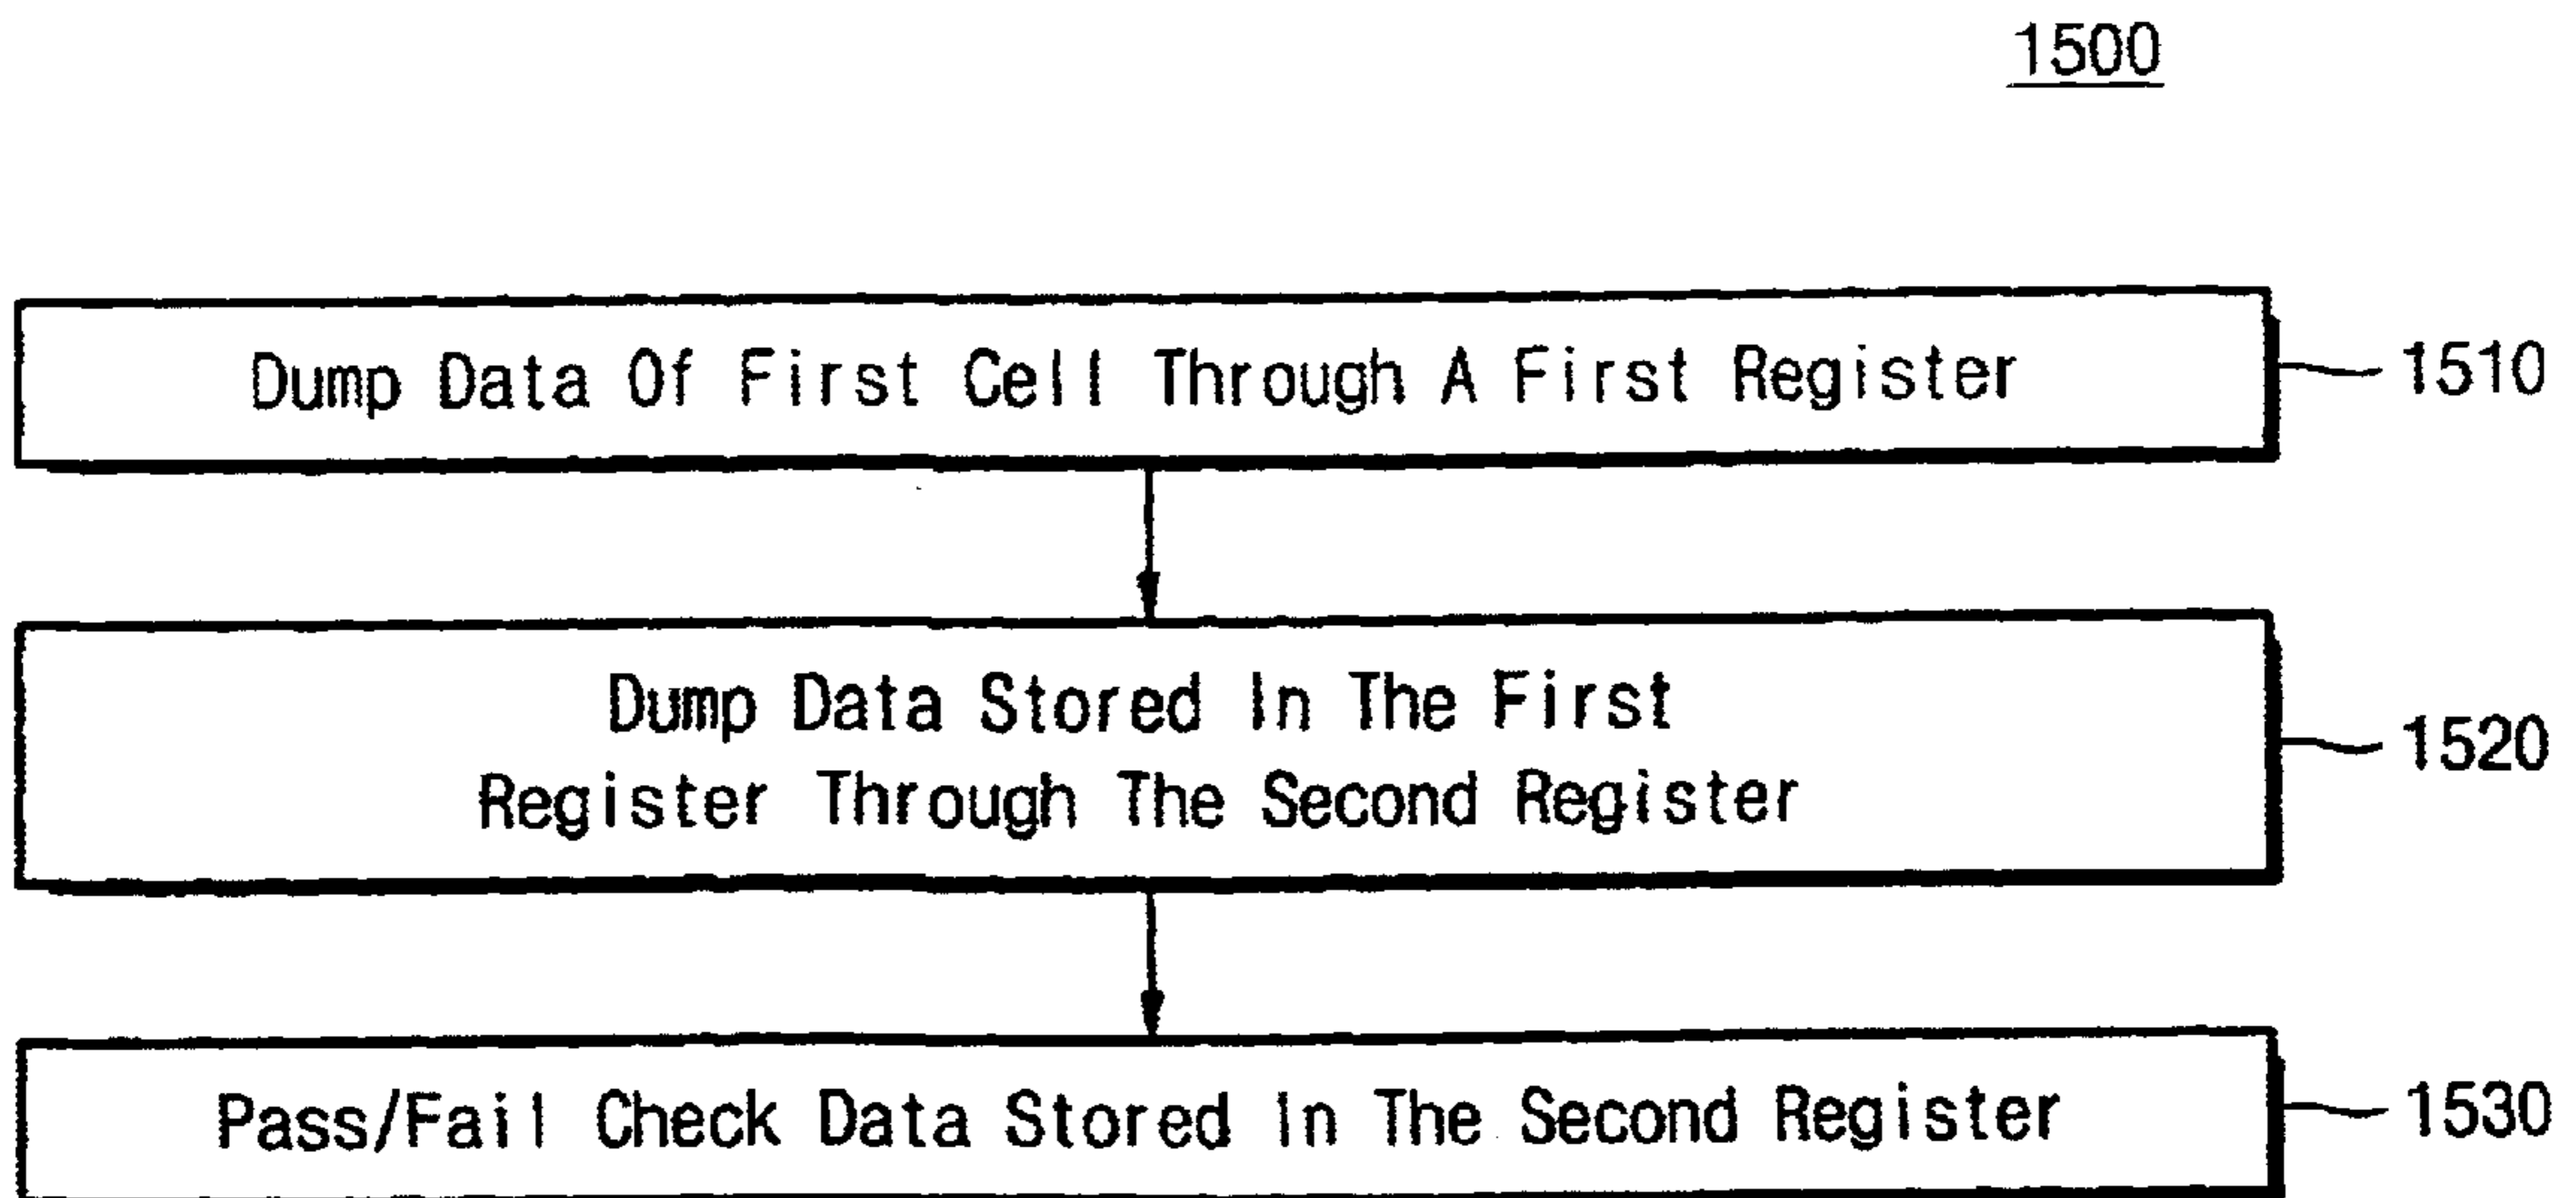 1500
Dump Data Of First Cell Through A First Register
1510
Dump Data Stored In The First
Register Through The Second Register
1520
Pass/Fail Check Data Stored In The Second Register
1530